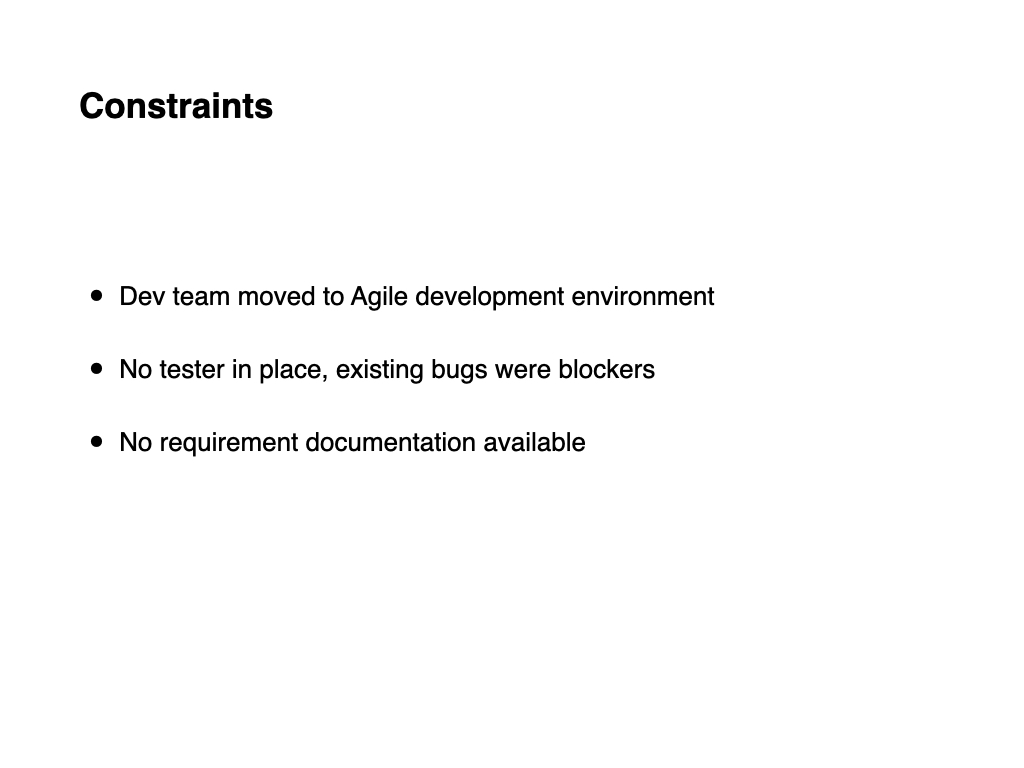 Constraints
• Dev team moved to Agile development environment
• No tester in place, existing bugs were blockers
• No requirement documentation available